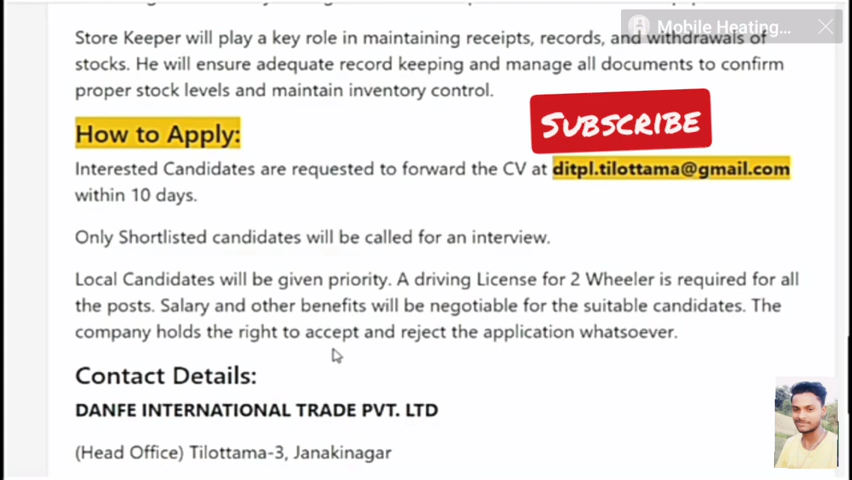 Mobile Heating...
Store Keeper will play a key role in maintaining receipts, records, and withdrawals of
stocks. He will ensure adequate record keeping and manage all documents to confirm
proper stock levels and maintain inventory control.
SUBSCRIBE
How to Apply:
Interested Candidates are requested to forward the CV at ditpl.tilottama@gmail.com
within 10 days.
Only Shortlisted candidates will be called for an interview.
Local Candidates will be given priority. A driving License for 2 Wheeler is required for all
the posts. Salary and other benefits will be negotiable for the suitable candidates. The
company holds the right to accept and reject the application whatsoever.
Contact Details:
DANFE INTERNATIONAL TRADE PVT. LTD
(Head Office) Tilottama-3, Janakinagar